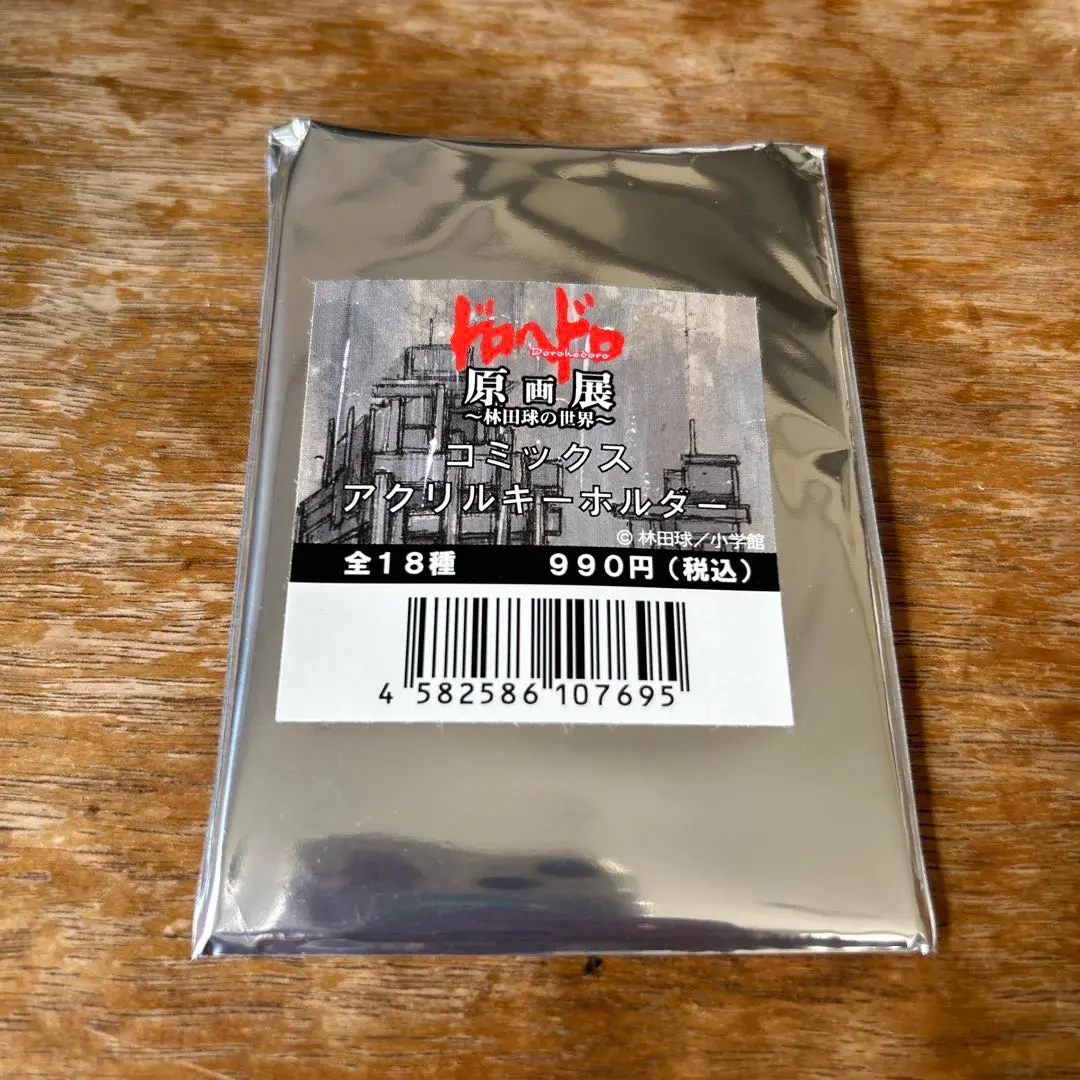 ドロヘドロ
Dorohedoro
原画展
〜林田球の世界〜
コミックス
アクリルキーホルダー
© 林田球／小学館
全１８種 ９９０円（税込）
4 582586 107695